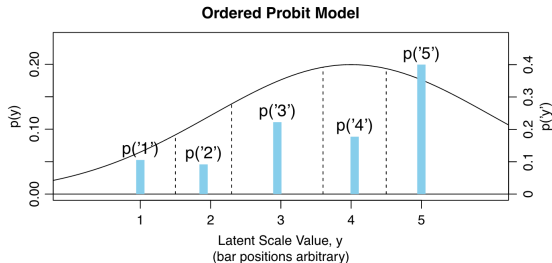 Ordered Probit Model
p(y)
0.20
0.10
0.00
p('1')
p('2')
p('3')
p('4')
p('5')
0.4
0.3
0.2
0.1
0
p('y')
1 2 3 4 5
Latent Scale Value, y
(bar positions arbitrary)